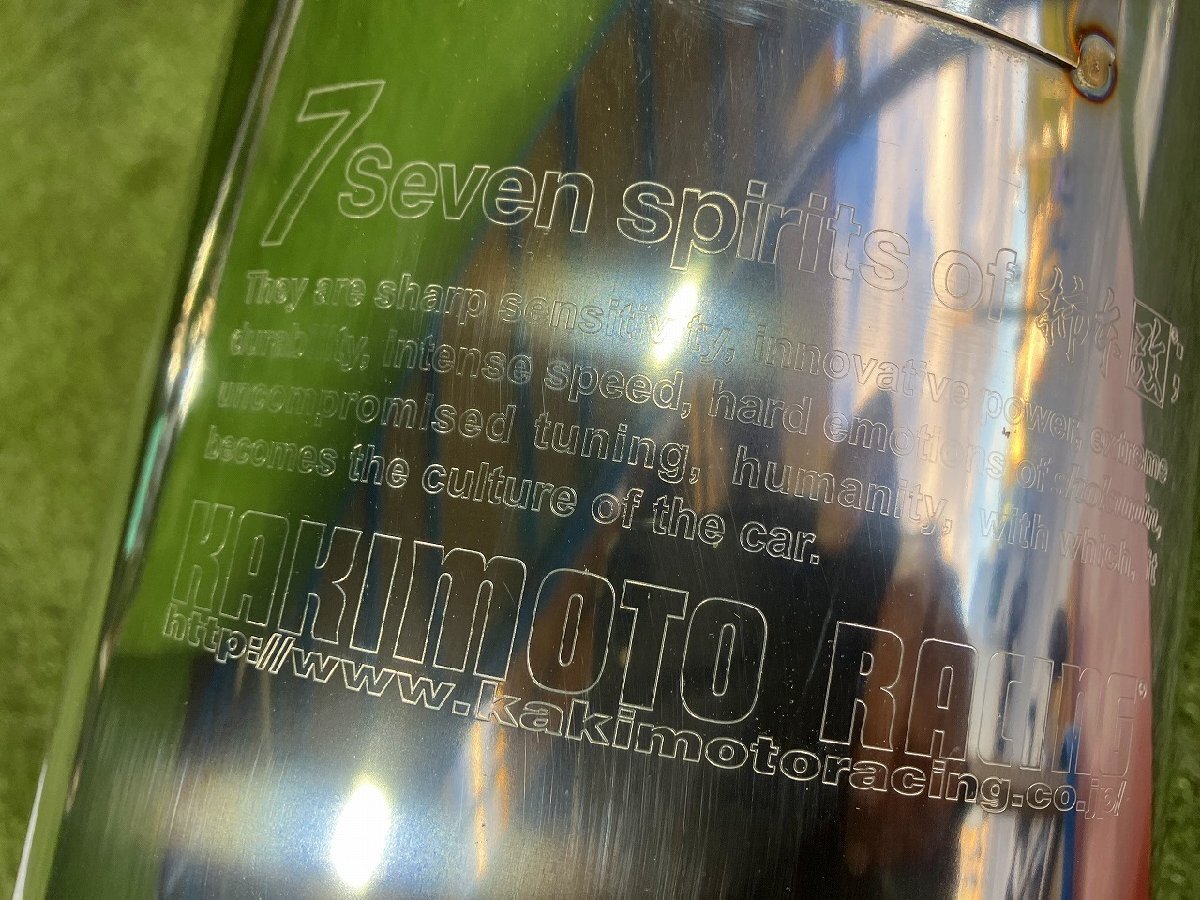 7 Seven spirits of 柿本改;
They are sharp sensitivity, innovative power, extreme
durability, intense speed, hard emotions of shokunin,
uncompromised tuning, humanity, with which, it
becomes the culture of the car.
KAKIMOTO RACING®
http://www.kakimotoracing.co.jp/